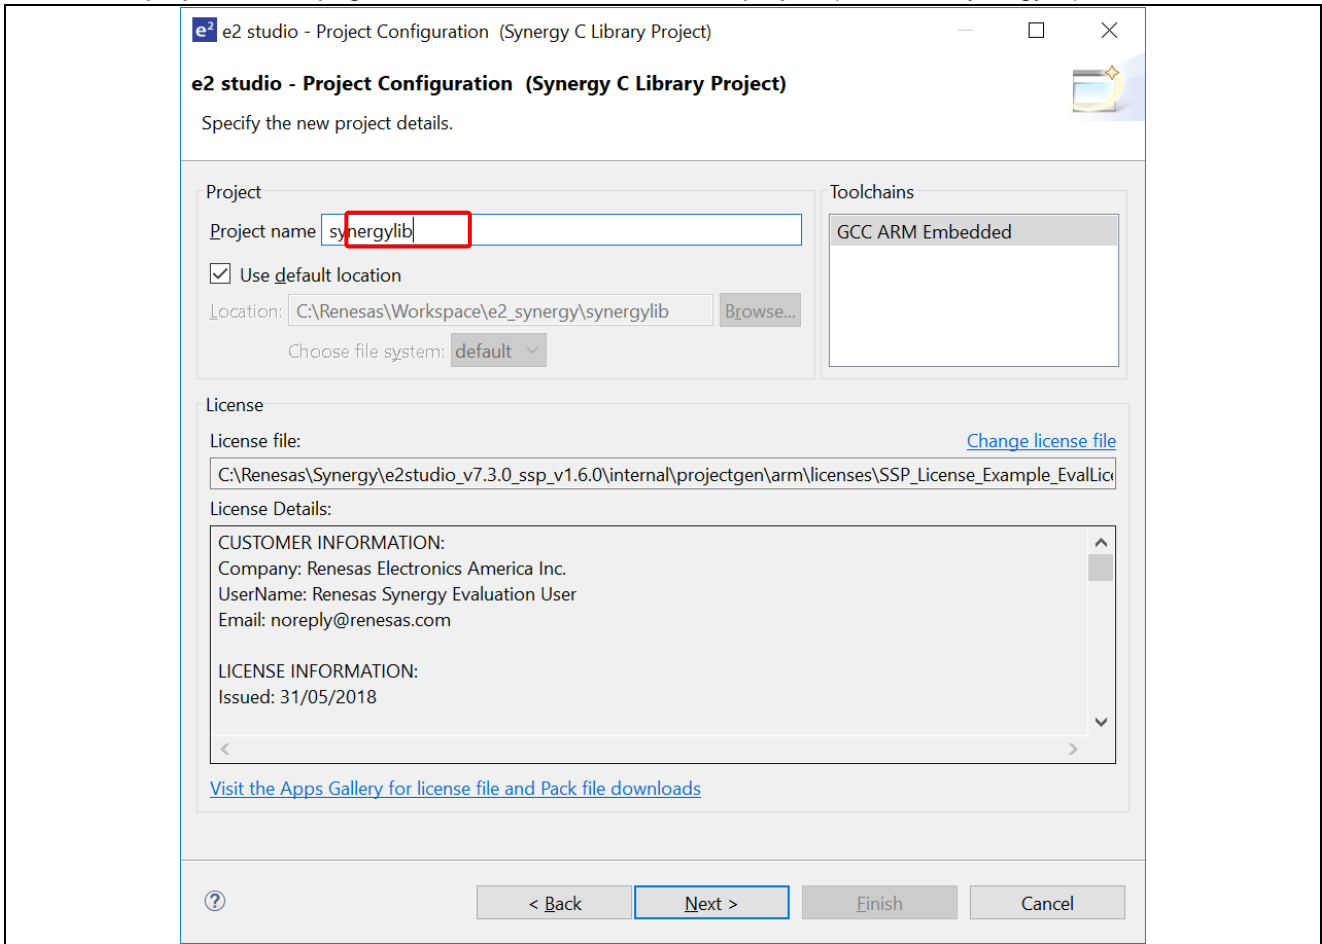 e² e2 studio - Project Configuration (Synergy C Library Project)
e2 studio - Project Configuration (Synergy C Library Project)
Specify the new project details.
Project
Project name synergylib
Use default location
Location: C:\Renesas\Workspace\e2_synergy\synergylib Browse...
Choose file system: default
Toolchains
GCC ARM Embedded
License
License file: Change license file
C:\Renesas\Synergy\e2studio_v7.3.0_ssp_v1.6.0\internal\projectgen\arm\licenses\SSP_License_Example_EvalLic
License Details:
CUSTOMER INFORMATION:
Company: Renesas Electronics America Inc.
UserName: Renesas Synergy Evaluation User
Email: noreply@renesas.com
LICENSE INFORMATION:
Issued: 31/05/2018
Visit the Apps Gallery for license file and Pack file downloads
? < Back Next > Finish Cancel